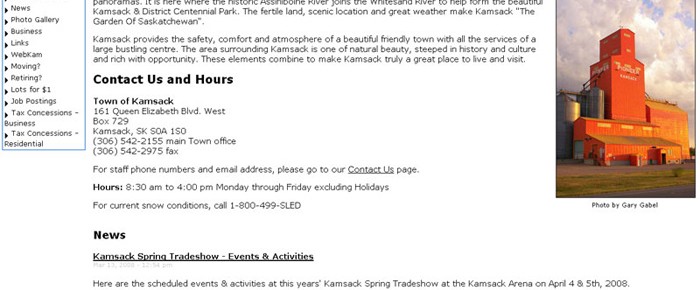 News
Photo Gallery
Business
Links
WebKam
Moving?
Retiring?
Lots for $1
Job Postings
Tax Concessions -
Business
Tax Concessions -
Residential
panoramas. It is here where the historic Assiniboine River joins the Whitesand River to help form the beautiful
Kamsack & District Centennial Park. The fertile land, scenic location and great weather make Kamsack "The
Garden Of Saskatchewan".
Kamsack provides the safety, comfort and atmosphere of a beautiful friendly town with all the services of a
large bustling centre. The area surrounding Kamsack is one of natural beauty, steeped in history and culture
and rich with opportunity. These elements combine to make Kamsack truly a great place to live and visit.
Contact Us and Hours
Town of Kamsack
161 Queen Elizabeth Blvd. West
Box 729
Kamsack, SK S0A 1S0
(306) 542-2155 main Town office
(306) 542-2975 fax
For staff phone numbers and email address, please go to our Contact Us page.
Hours: 8:30 am to 4:00 pm Monday through Friday excluding Holidays
For current snow conditions, call 1-800-499-SLED
News
Kamsack Spring Tradeshow - Events & Activities
Here are the scheduled events & activities at this years' Kamsack Spring Tradeshow at the Kamsack Arena on April 4 & 5th, 2008.
PIONEER
KAMSACK
Photo by Gary Gabel